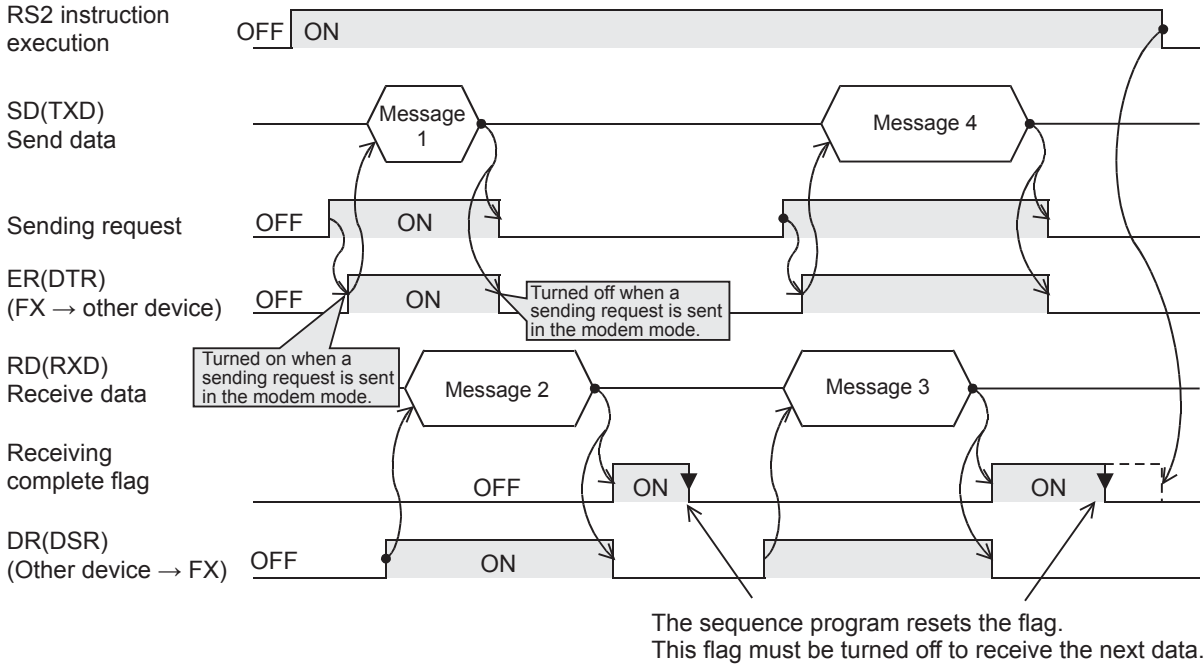 RS2 instruction
execution
OFF
ON
SD(TXD)
Send data
Message
1
Message 4
Sending request
OFF
ON
ER(DTR)
(FX → other device)
OFF
ON
Turned off when a
sending request is sent
in the modem mode.
Turned on when a
sending request is sent
in the modem mode.
RD(RXD)
Receive data
Message 2
Message 3
Receiving
complete flag
OFF
ON
ON
DR(DSR)
(Other device → FX)
OFF
ON
The sequence program resets the flag.
This flag must be turned off to receive the next data.